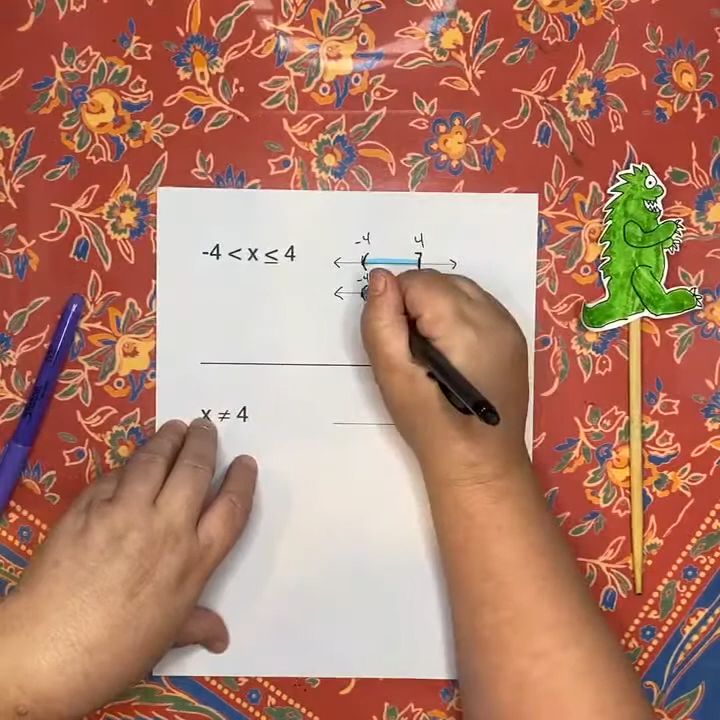 -4 < x ≤ 4
-4 4
-4
x ≠ 4